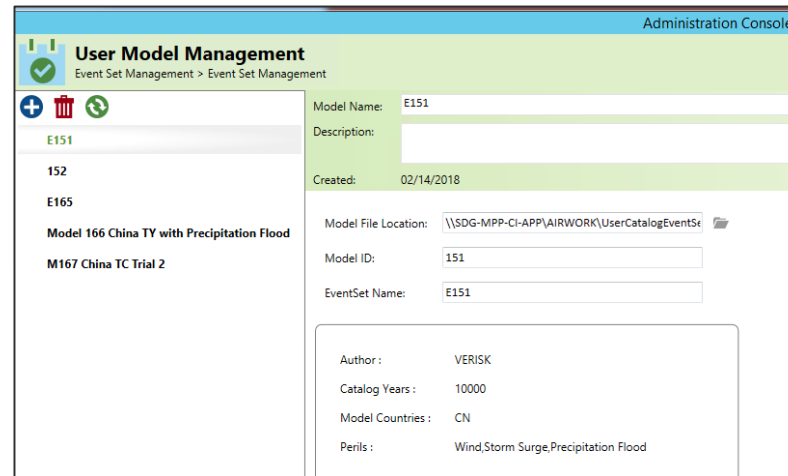 Administration Console
User Model Management
Event Set Management > Event Set Management
E151
152
E165
Model 166 China TY with Precipitation Flood
M167 China TC Trial 2
Model Name: E151
Description:
Created: 02/14/2018
Model File Location: \\SDG-MPP-CI-APP\AIRWORK\UserCatalogEventSe
Model ID: 151
EventSet Name: E151
Author : VERISK
Catalog Years : 10000
Model Countries : CN
Perils : Wind,Storm Surge,Precipitation Flood